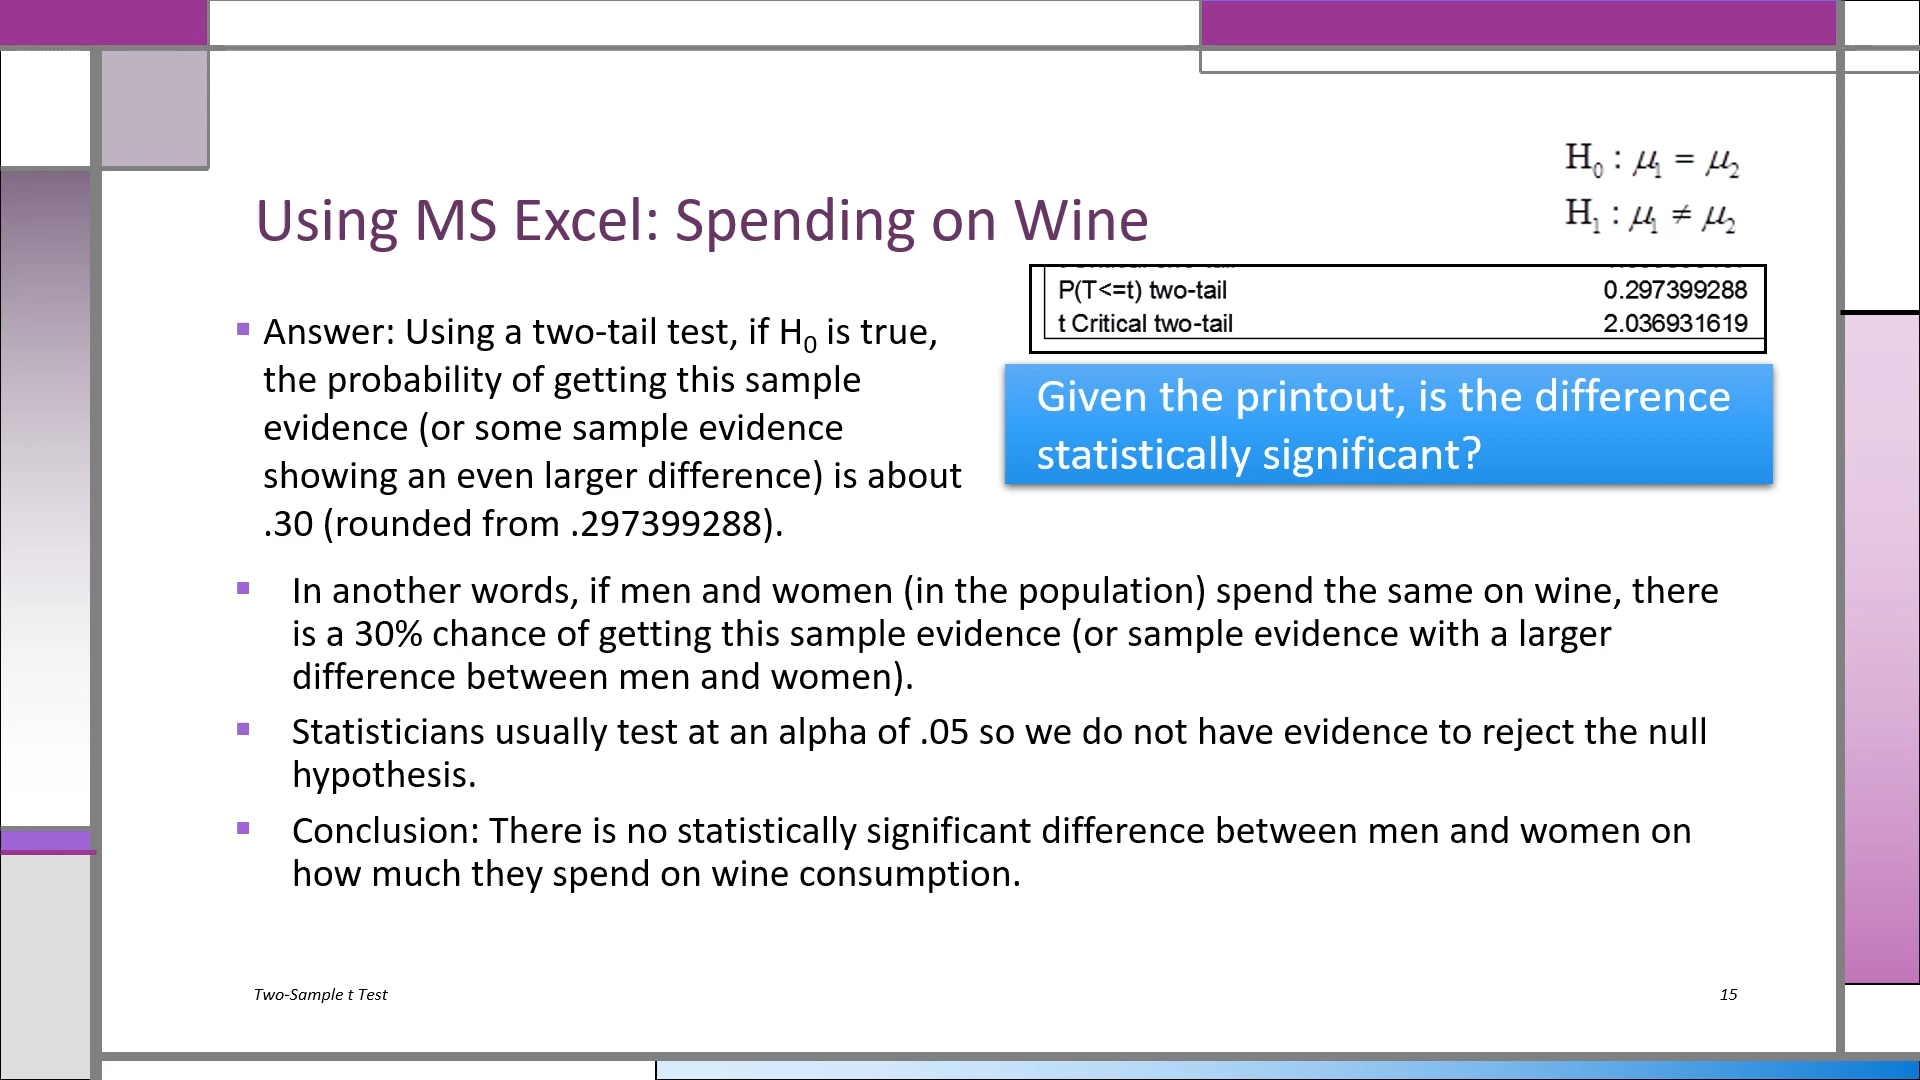 H0 : μ1 = μ2
H1 : μ1 ≠ μ2
Using MS Excel: Spending on Wine
P(T<=t) two-tail 0.297399288
t Critical two-tail 2.036931619
Given the printout, is the difference
statistically significant?
▪ Answer: Using a two-tail test, if H0 is true,
the probability of getting this sample
evidence (or some sample evidence
showing an even larger difference) is about
.30 (rounded from .297399288).
▪ In another words, if men and women (in the population) spend the same on wine, there
is a 30% chance of getting this sample evidence (or sample evidence with a larger
difference between men and women).
▪ Statisticians usually test at an alpha of .05 so we do not have evidence to reject the null
hypothesis.
▪ Conclusion: There is no statistically significant difference between men and women on
how much they spend on wine consumption.
Two-Sample t Test 15